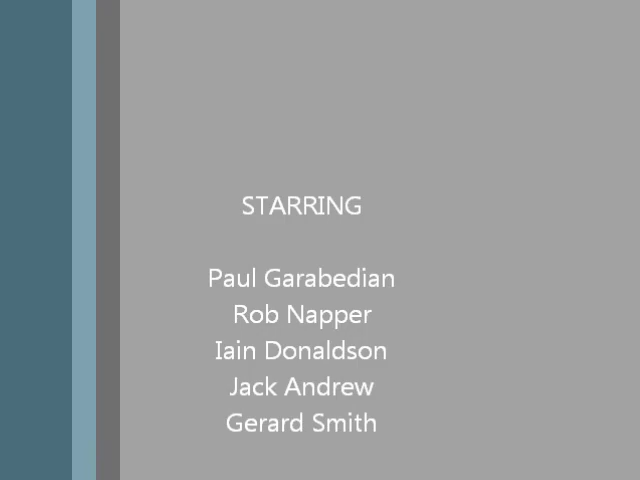 STARRING
Paul Garabedian
Rob Napper
Iain Donaldson
Jack Andrew
Gerard Smith